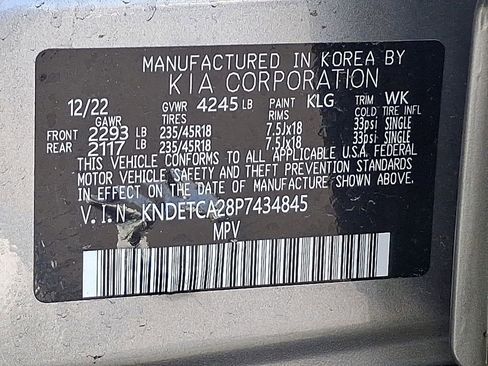 MANUFACTURED IN KOREA BY
KIA CORPORATION
12/22 GVWR 4245 LB PAINT KLG TRIM WK
GAWR TIRES RIMS COLD TIRE INFL
FRONT 2293 LB 235/45R18 7.5Jx18 33psi SINGLE
REAR 2117 LB 235/45R18 7.5Jx18 33psi SINGLE
THIS VEHICLE CONFORMS TO ALL APPLICABLE U.S.A. FEDERAL
MOTOR VEHICLE SAFETY AND THEFT PREVENTION STANDARDS
IN EFFECT ON THE DATE OF MANUFACTURE SHOWN ABOVE.
V.I.N KNDETCA28P7434845
MPV